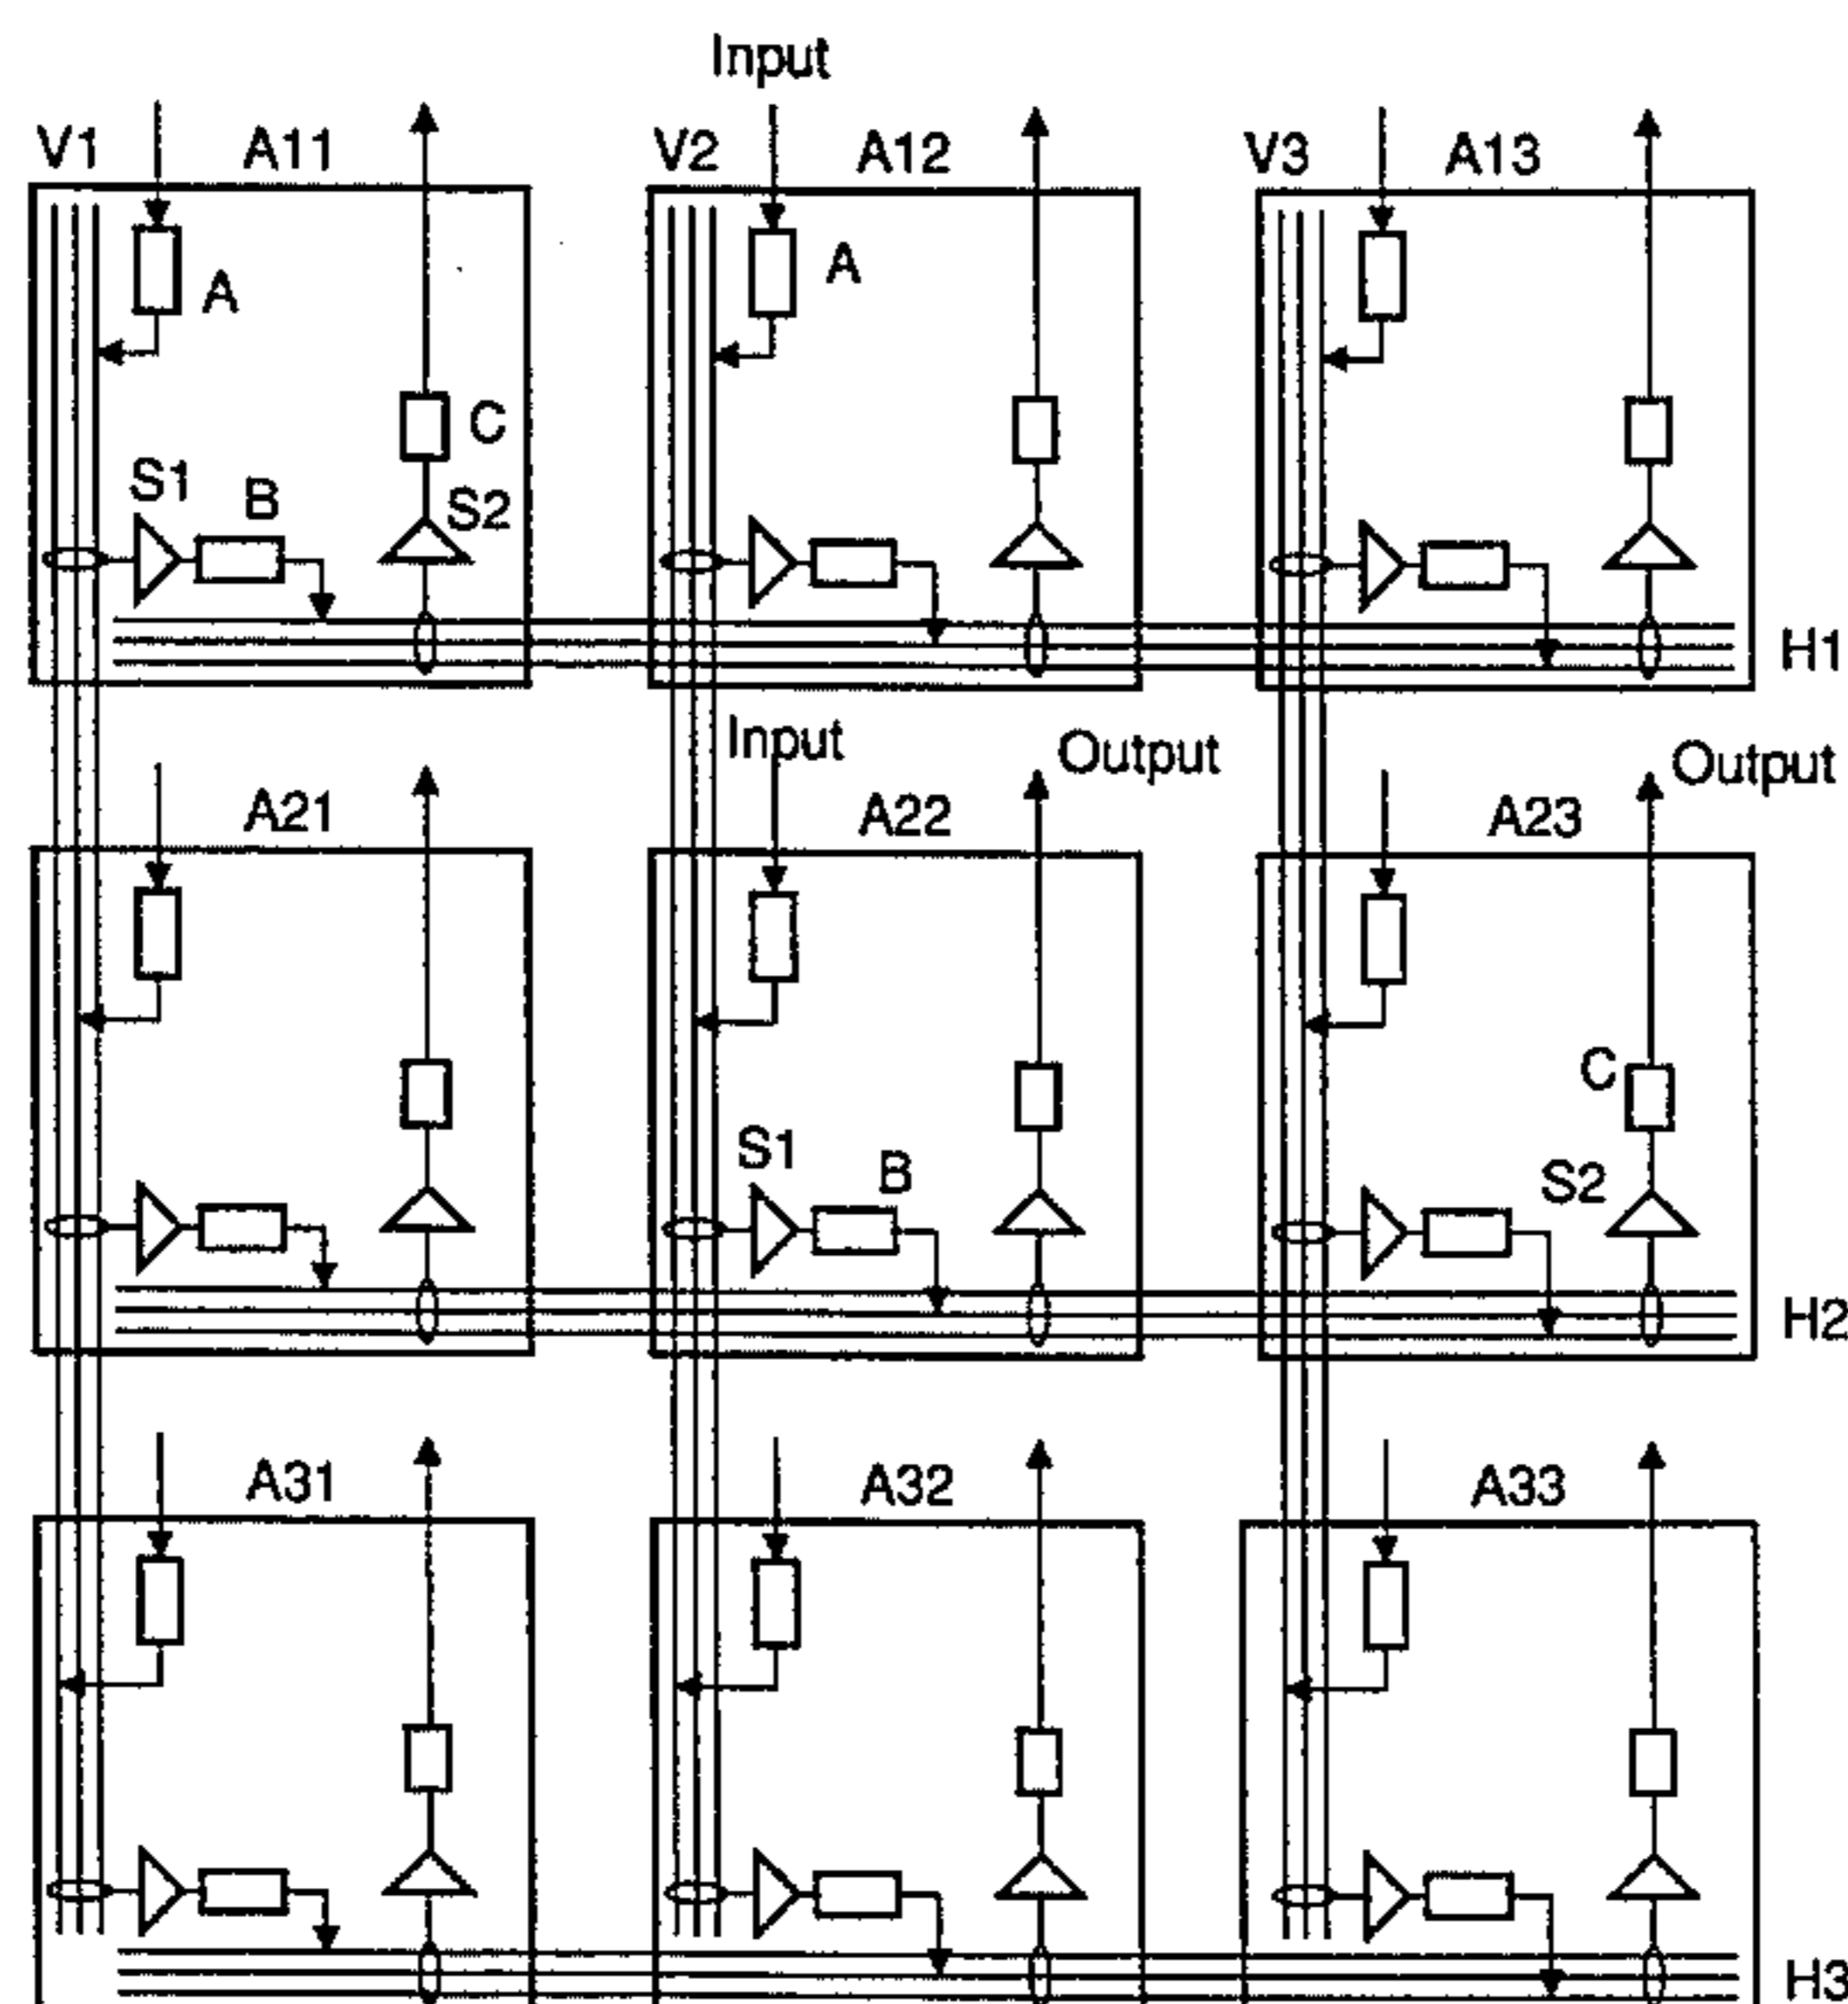 Input
V1 A11 V2 A12 V3 A13
A A
C
S1 B S2
H1
Input Output Output
A21 A22 A23
C
S1 B S2
H2
A31 A32 A33
H3